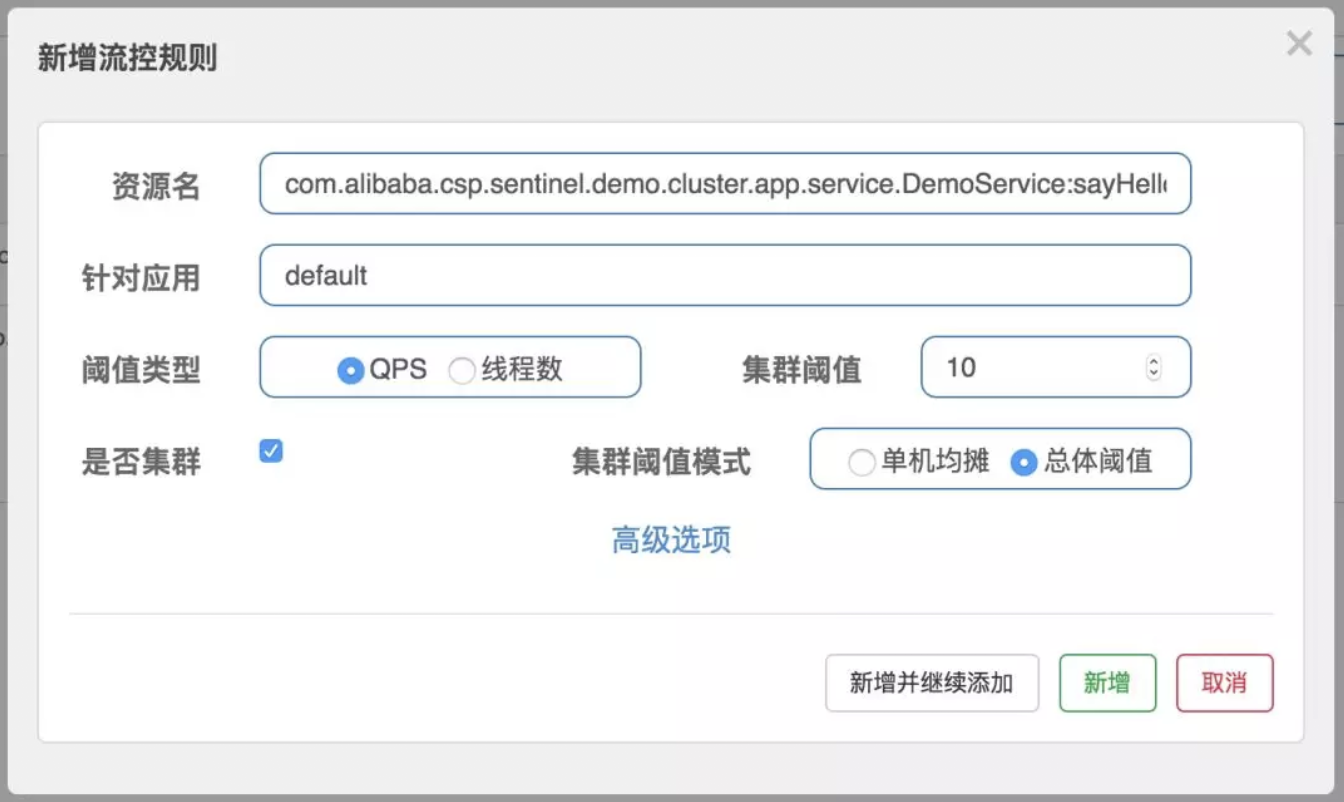 新增流控规则
资源名 com.alibaba.csp.sentinel.demo.cluster.app.service.DemoService:sayHell
针对应用 default
阈值类型 QPS 线程数 集群阈值 10
是否集群 集群阈值模式 单机均摊 总体阈值
高级选项
新增并继续添加 新增 取消